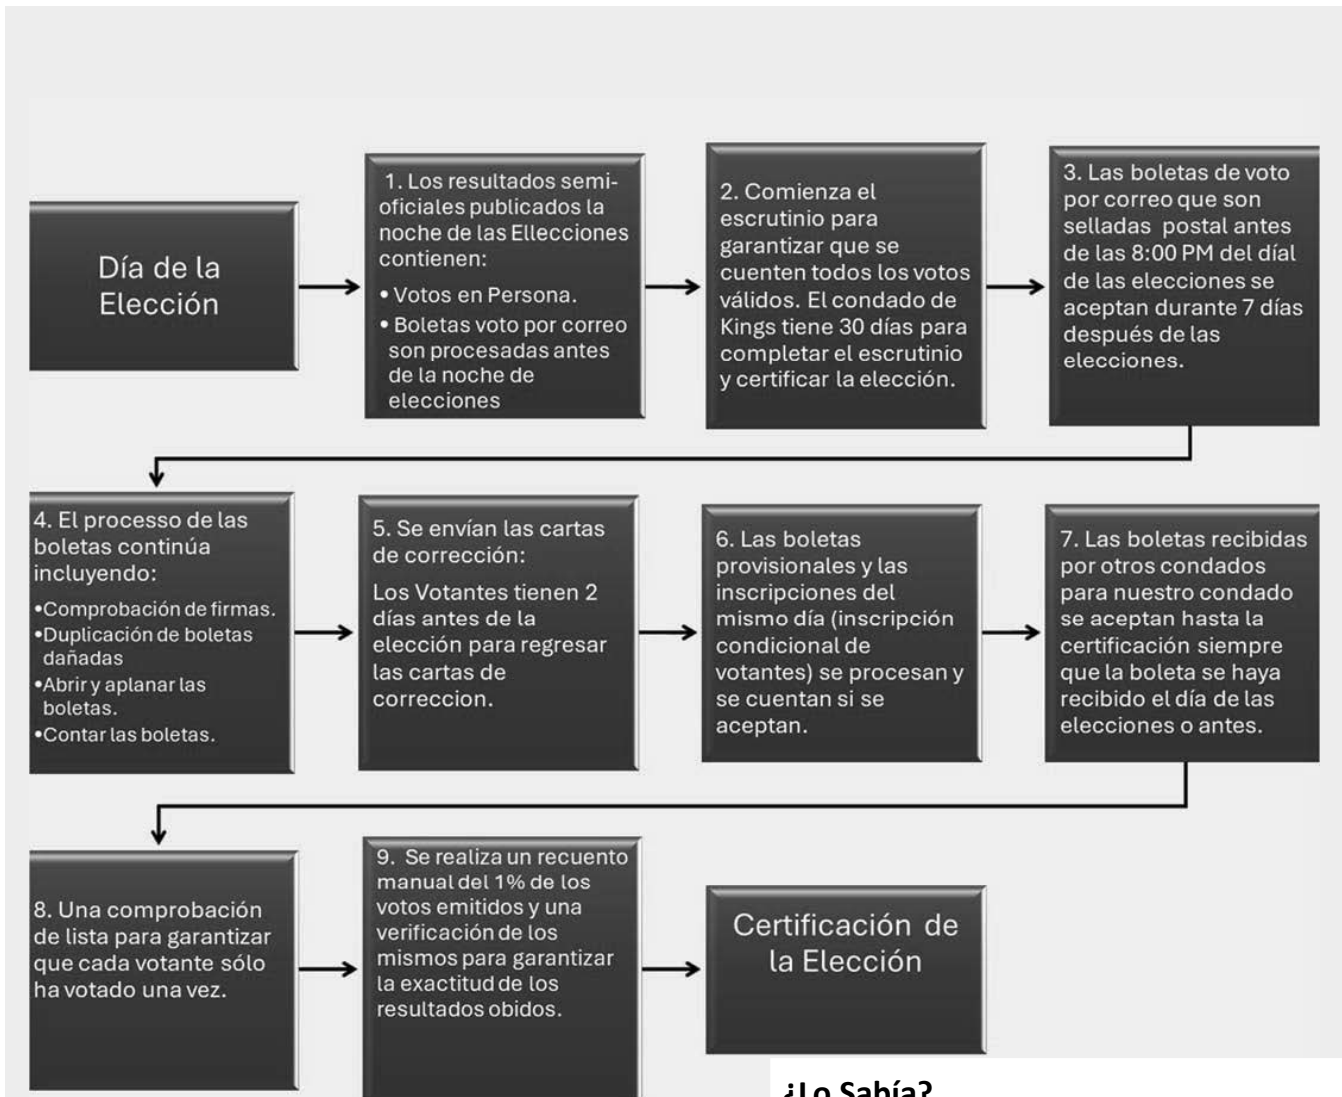 Día de la
Elección
1. Los resultados semi-
oficiales publicados la
noche de las Ellecciones
contienen:
• Votos en Persona.
• Boletas voto por correo
son procesadas antes
de la noche de
elecciones
2. Comienza el
escrutinio para
garantizar que se
cuenten todos los votos
válidos. El condado de
Kings tiene 30 días para
completar el escrutinio
y certificar la elección.
3. Las boletas de voto
por correo que son
selladas postal antes
de las 8:00 PM del díal
de las elecciones se
aceptan durante 7 días
después de las
elecciones.
4. El processo de las
boletas continúa
incluyendo:
•Comprobación de firmas.
•Duplicación de boletas
dañadas
•Abrir y aplanar las
boletas.
•Contar las boletas.
5. Se envían las cartas
de corrección:
Los Votantes tienen 2
días antes de la
elección para regresar
las cartas de
correccion.
6. Las boletas
provisionales y las
inscripciones del
mismo día (inscripción
condicional de
votantes) se procesan y
se cuentan si se
aceptan.
7. Las boletas recibidas
por otros condados
para nuestro condado
se aceptan hasta la
certificación siempre
que la boleta se haya
recibido el día de las
elecciones o antes.
8. Una comprobación
de lista para garantizar
que cada votante sólo
ha votado una vez.
9. Se realiza un recuento
manual del 1% de los
votos emitidos y una
verificación de los
mismos para garantizar
la exactitud de los
resultados obidos.
Certificación de
la Elección
¿Lo Sabía?